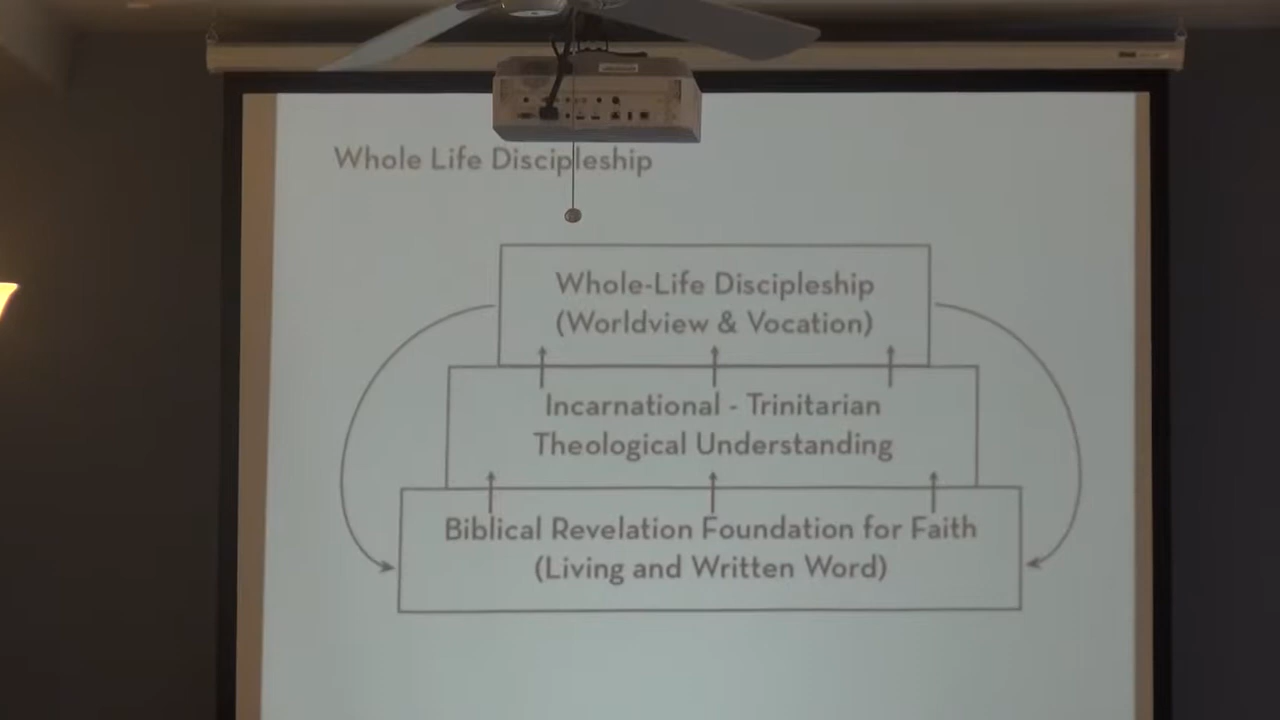 Whole Life Discipleship
Whole-Life Discipleship
(Worldview & Vocation)
Incarnational - Trinitarian
Theological Understanding
Biblical Revelation Foundation for Faith
(Living and Written Word)